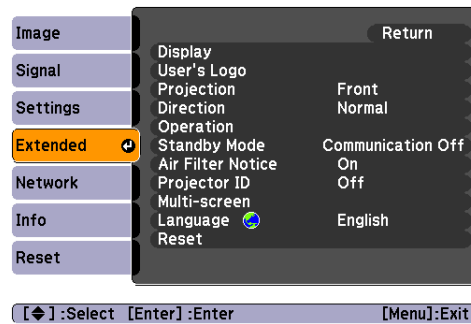 Image
Signal
Settings
Extended
Network
Info
Reset
Return
Display
User's Logo
Projection Front
Direction Normal
Operation
Standby Mode Communication Off
Air Filter Notice On
Projector ID Off
Multi-screen
Language English
Reset
[◆] :Select [Enter] :Enter [Menu]:Exit